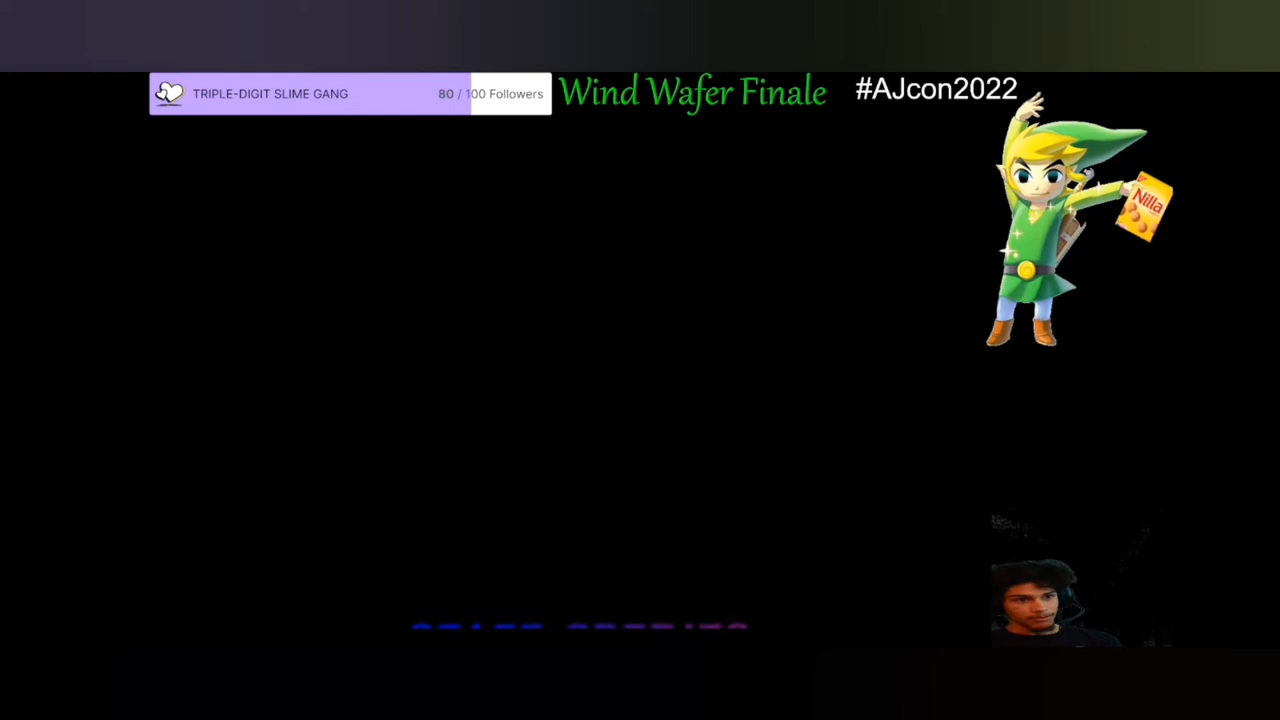 TRIPLE-DIGIT SLIME GANG 80 / 100 Followers
Wind Wafer Finale
#AJcon2022
Nilla